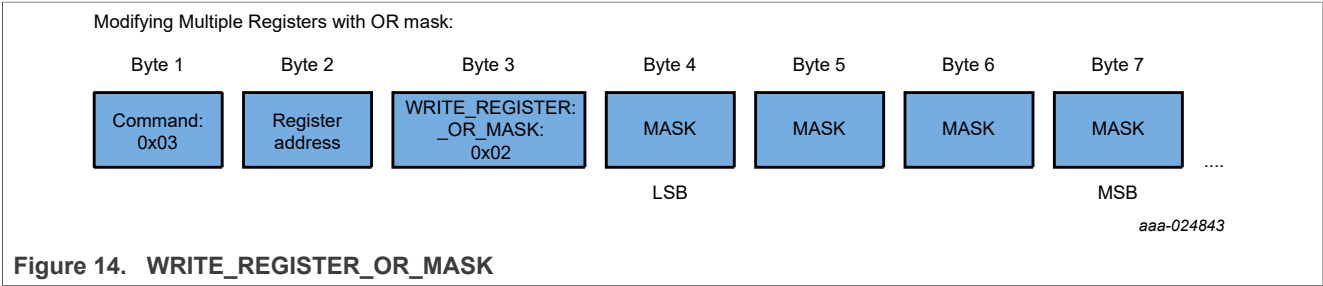 Modifying Multiple Registers with OR mask:
Byte 1 Byte 2 Byte 3 Byte 4 Byte 5 Byte 6 Byte 7
Command:
0x03
Register
address
WRITE_REGISTER:
_OR_MASK:
0x02
MASK
MASK
MASK
MASK
....
LSB MSB
aaa-024843
Figure 14. WRITE_REGISTER_OR_MASK